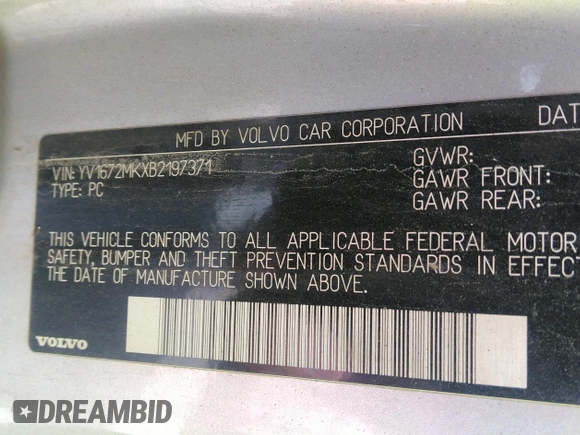 MFD BY VOLVO CAR CORPORATION DAT
VIN: YV1672MKXB2197371
TYPE: PC
GVWR:
GAWR FRONT:
GAWR REAR:
THIS VEHICLE CONFORMS TO ALL APPLICABLE FEDERAL MOTOR
SAFETY, BUMPER AND THEFT PREVENTION STANDARDS IN EFFECT
THE DATE OF MANUFACTURE SHOWN ABOVE.
VOLVO
DREAMBID